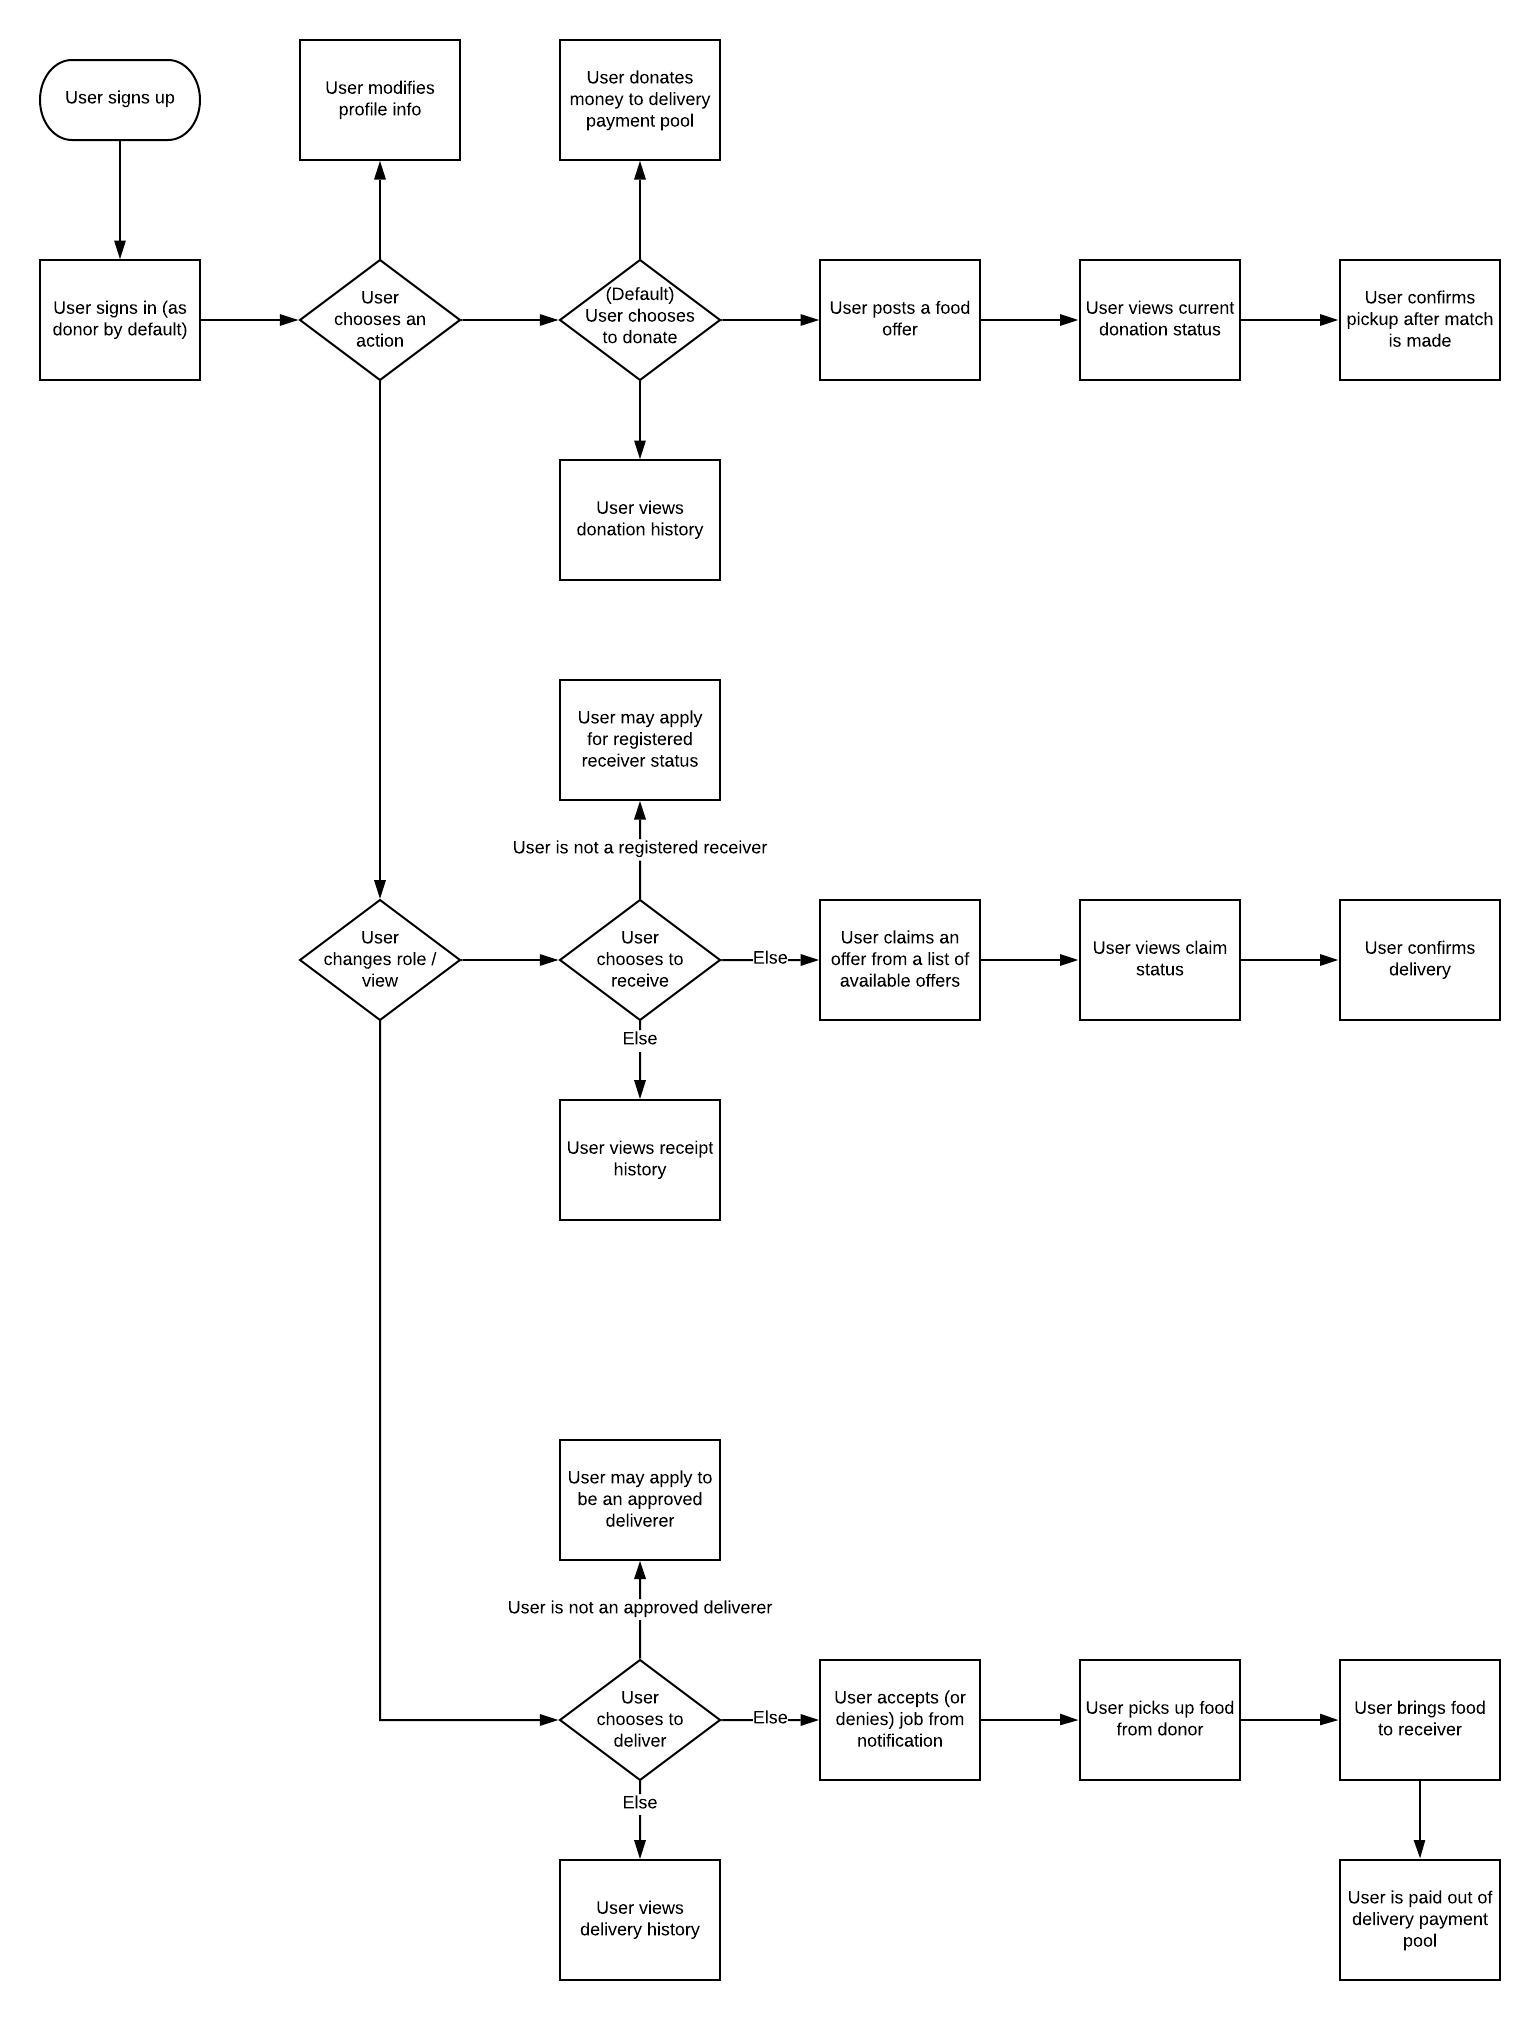 User signs up
User modifies
profile info
User donates
money to delivery
payment pool
User signs in (as
donor by default)
User
chooses an
action
(Default)
User chooses
to donate
User posts a food
offer
User views current
donation status
User confirms
pickup after match
is made
User views
donation history
User may apply
for registered
receiver status
User is not a registered receiver
User
changes role /
view
User
chooses to
receive
Else
User claims an
offer from a list of
available offers
User views claim
status
User confirms
delivery
Else
User views receipt
history
User may apply to
be an approved
deliverer
User is not an approved deliverer
User
chooses to
deliver
Else
User accepts (or
denies) job from
notification
User picks up food
from donor
User brings food
to receiver
Else
User views
delivery history
User is paid out of
delivery payment
pool